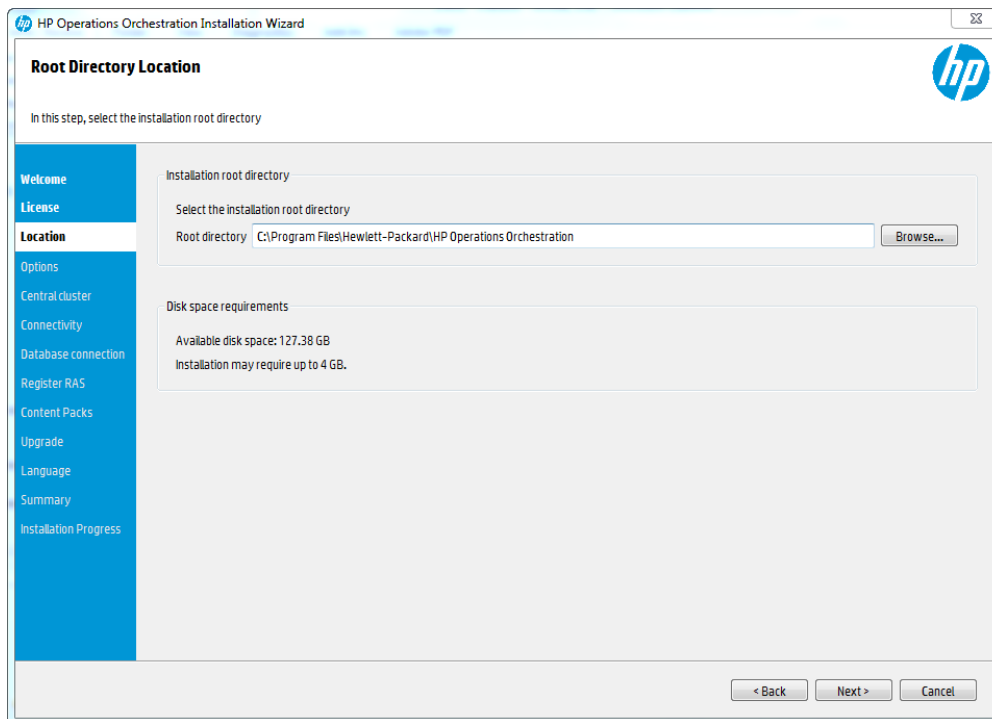 HP Operations Orchestration Installation Wizard
Root Directory Location
hp
In this step, select the installation root directory
Welcome
License
Location
Options
Central cluster
Connectivity
Database connection
Register RAS
Content Packs
Upgrade
Language
Summary
Installation Progress
Installation root directory
Select the installation root directory
Root directory C:\Program Files\Hewlett-Packard\HP Operations Orchestration Browse...
Disk space requirements
Available disk space: 127.38 GB
Installation may require up to 4 GB.
< Back Next > Cancel